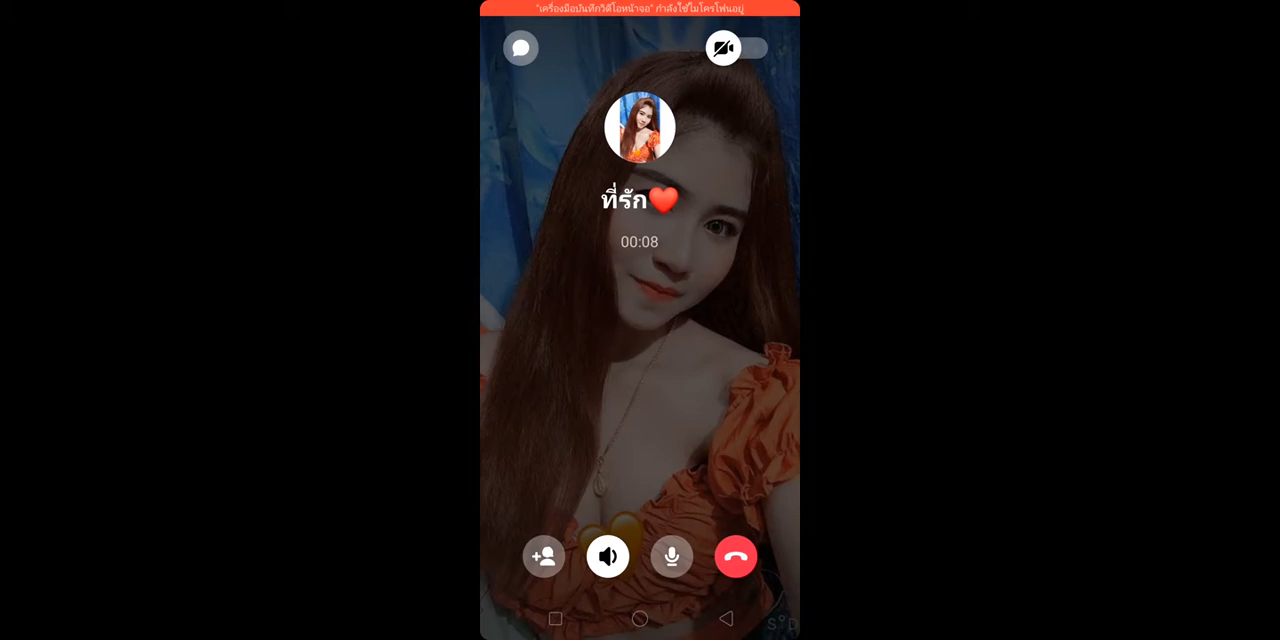 "เครื่องมือบันทึกวิดีโอหน้าจอ" กำลังใช้ไมโครโฟนอยู่
ที่รัก❤️
00:08